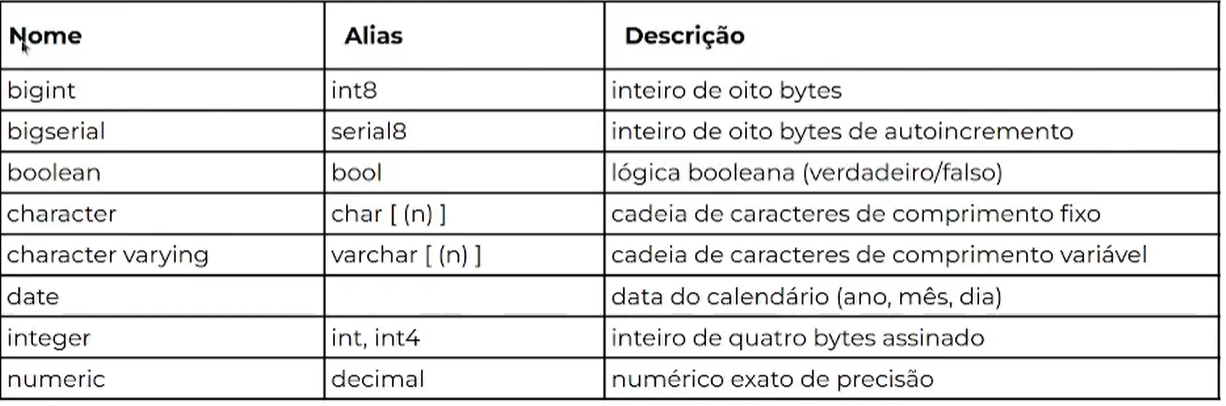 Nome Alias Descrição
bigint int8 inteiro de oito bytes
bigserial serial8 inteiro de oito bytes de autoincremento
boolean bool lógica booleana (verdadeiro/falso)
character char [ (n) ] cadeia de caracteres de comprimento fixo
character varying varchar [ (n) ] cadeia de caracteres de comprimento variável
date data do calendário (ano, mês, dia)
integer int, int4 inteiro de quatro bytes assinado
numeric decimal numérico exato de precisão